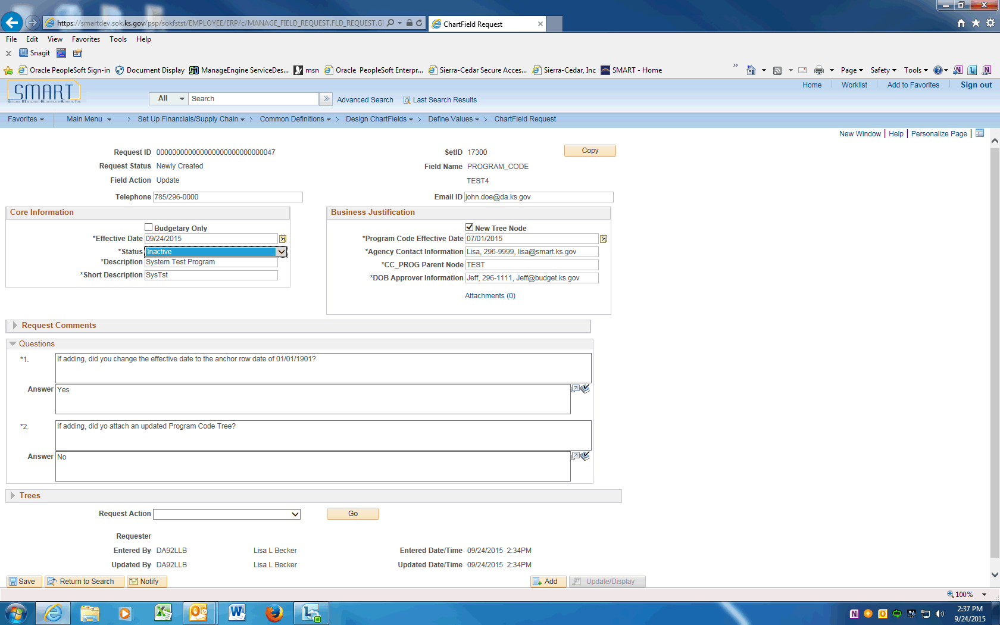 https://smartdev.sok.ks.gov/psp/sokfstst/EMPLOYEE/ERP/c/MANAGE_FIELD_REQUEST.FLD_REQUEST.GI
ChartField Request
File Edit View Favorites Tools Help
Snagit
Oracle PeopleSoft Sign-in Document Display ManageEngine ServiceDes... msn Oracle PeopleSoft Enterpr... Sierra-Cedar Secure Acces... Sierra-Cedar, Inc SMART - Home
Page Safety Tools
SMART
Home Worklist Add to Favorites Sign out
All Search Advanced Search Last Search Results
Favorites Main Menu > Set Up Financials/Supply Chain > Common Definitions > Design ChartFields > Define Values > ChartField Request
New Window | Help | Personalize Page |
Request ID 0000000000000000000000000000047 SetID 17300 Copy
Request Status Newly Created Field Name PROGRAM_CODE
Field Action Update TEST4
Telephone 785/296-0000 Email ID john.doe@da.ks.gov
Core Information
Budgetary Only
*Effective Date 09/24/2015
*Status Inactive
*Description System Test Program
*Short Description SysTst
Business Justification
New Tree Node
*Program Code Effective Date 07/01/2015
*Agency Contact Information Lisa, 296-9999, lisa@smart.ks.gov
*CC_PROG Parent Node TEST
*DOB Approver Information Jeff, 296-1111, Jeff@budget.ks.gov
Attachments (0)
Request Comments
Questions
*1. If adding, did you change the effective date to the anchor row date of 01/01/1901?
Answer Yes
*2. If adding, did yo attach an updated Program Code Tree?
Answer No
Trees
Request Action Go
Requester
Entered By DA92LLB Lisa L Becker Entered Date/Time 09/24/2015 2:34PM
Updated By DA92LLB Lisa L Becker Updated Date/Time 09/24/2015 2:34PM
Save Return to Search Notify Add Update/Display
100%
2:37 PM
9/24/2015